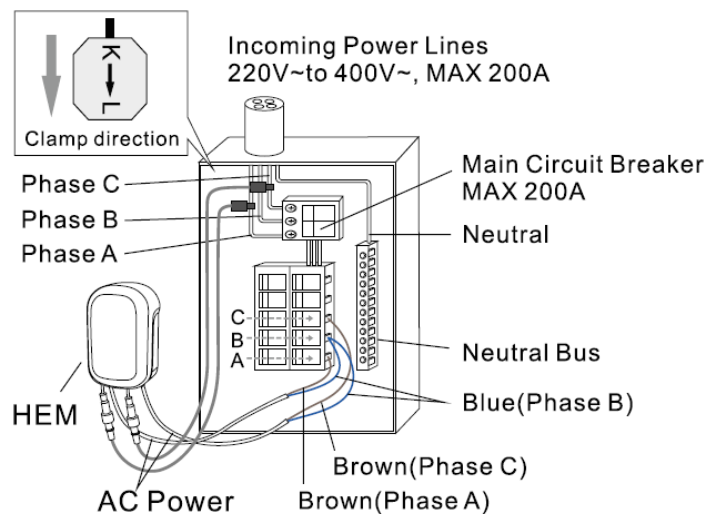 K
L
Clamp direction
Incoming Power Lines
220V~to 400V~, MAX 200A
Phase C
Phase B
Phase A
Main Circuit Breaker
MAX 200A
Neutral
C
B
A
Neutral Bus
HEM
Blue(Phase B)
Brown(Phase C)
AC Power
Brown(Phase A)